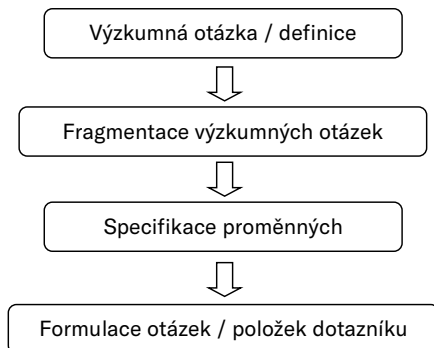 Výzkumná otázka / definice
Fragmentace výzkumných otázek
Specifikace proměnných
Formulace otázek / položek dotazníku